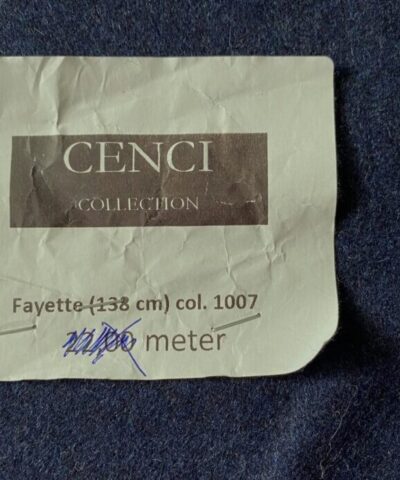 CENCI
COLLECTION
Fayette (138 cm) col. 1007
meter